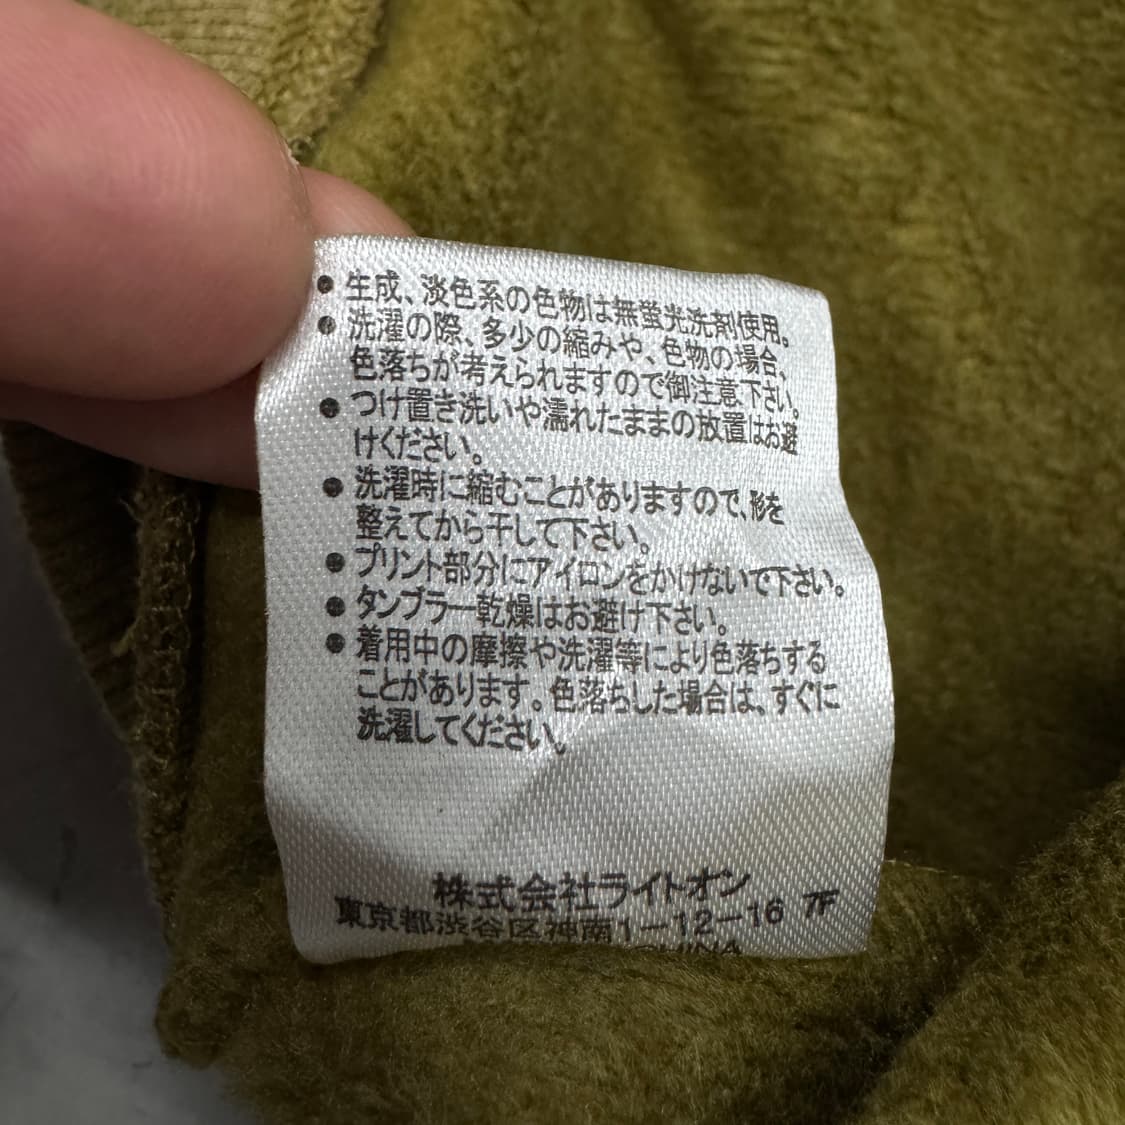 ● 生成、淡色系の色物は無蛍光洗剤使用。
● 洗濯の際、多少の縮みや、色物の場合、
色落ちが考えられますので御注意下さい。
● つけ置き洗いや濡れたままの放置はお避
けください。
● 洗濯時に縮むことがありますので、形を
整えてから干して下さい。
● プリント部分にアイロンをかけないで下さい。
● タンブラー乾燥はお避け下さい。
● 着用中の摩擦や洗濯等により色落ちする
ことがあります。色落ちした場合は、すぐに
洗濯してください。
株式会社ライトオン
東京都渋谷区神南1-12-16 7F
CHINA